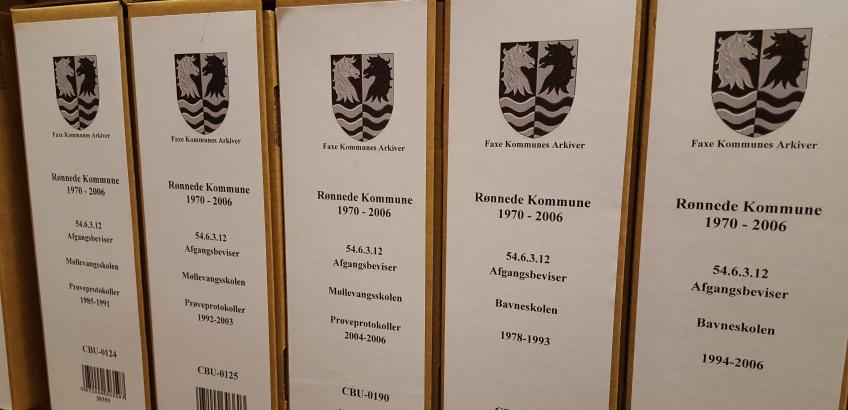 Faxe Kommunes Arkiver
Rønnede Kommune
1970 - 2006
54.6.3.12
Afgangsbeviser
Møllevangsskolen
Prøveprotokoller
1985-1991
CBU-0124
30359
Faxe Kommunes Arkiver
Rønnede Kommune
1970 - 2006
54.6.3.12
Afgangsbeviser
Møllevangsskolen
Prøveprotokoller
1992-2003
CBU-0125
Faxe Kommunes Arkiver
Rønnede Kommune
1970 - 2006
54.6.3.12
Afgangsbeviser
Møllevangsskolen
Prøveprotokoller
2004-2006
CBU-0190
Faxe Kommunes Arkiver
Rønnede Kommune
1970 - 2006
54.6.3.12
Afgangsbeviser
Bavneskolen
1978-1993
Faxe Kommunes Arkiver
Rønnede Kommune
1970 - 2006
54.6.3.12
Afgangsbeviser
Bavneskolen
1994-2006